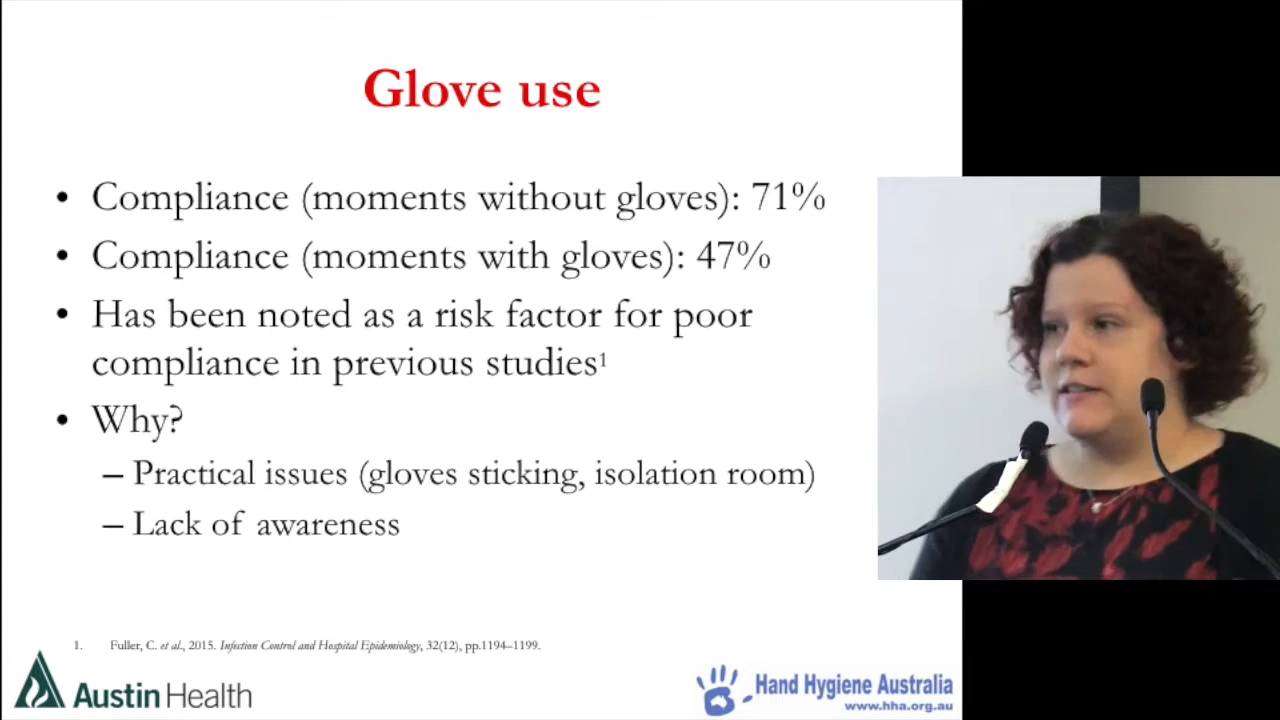 Glove use
• Compliance (moments without gloves): 71%
• Compliance (moments with gloves): 47%
• Has been noted as a risk factor for poor
compliance in previous studies¹
• Why?
– Practical issues (gloves sticking, isolation room)
– Lack of awareness
1. Fuller, C. et al., 2015. Infection Control and Hospital Epidemiology, 32(12), pp.1194–1199.
Austin Health
Hand Hygiene Australia
www.hha.org.au